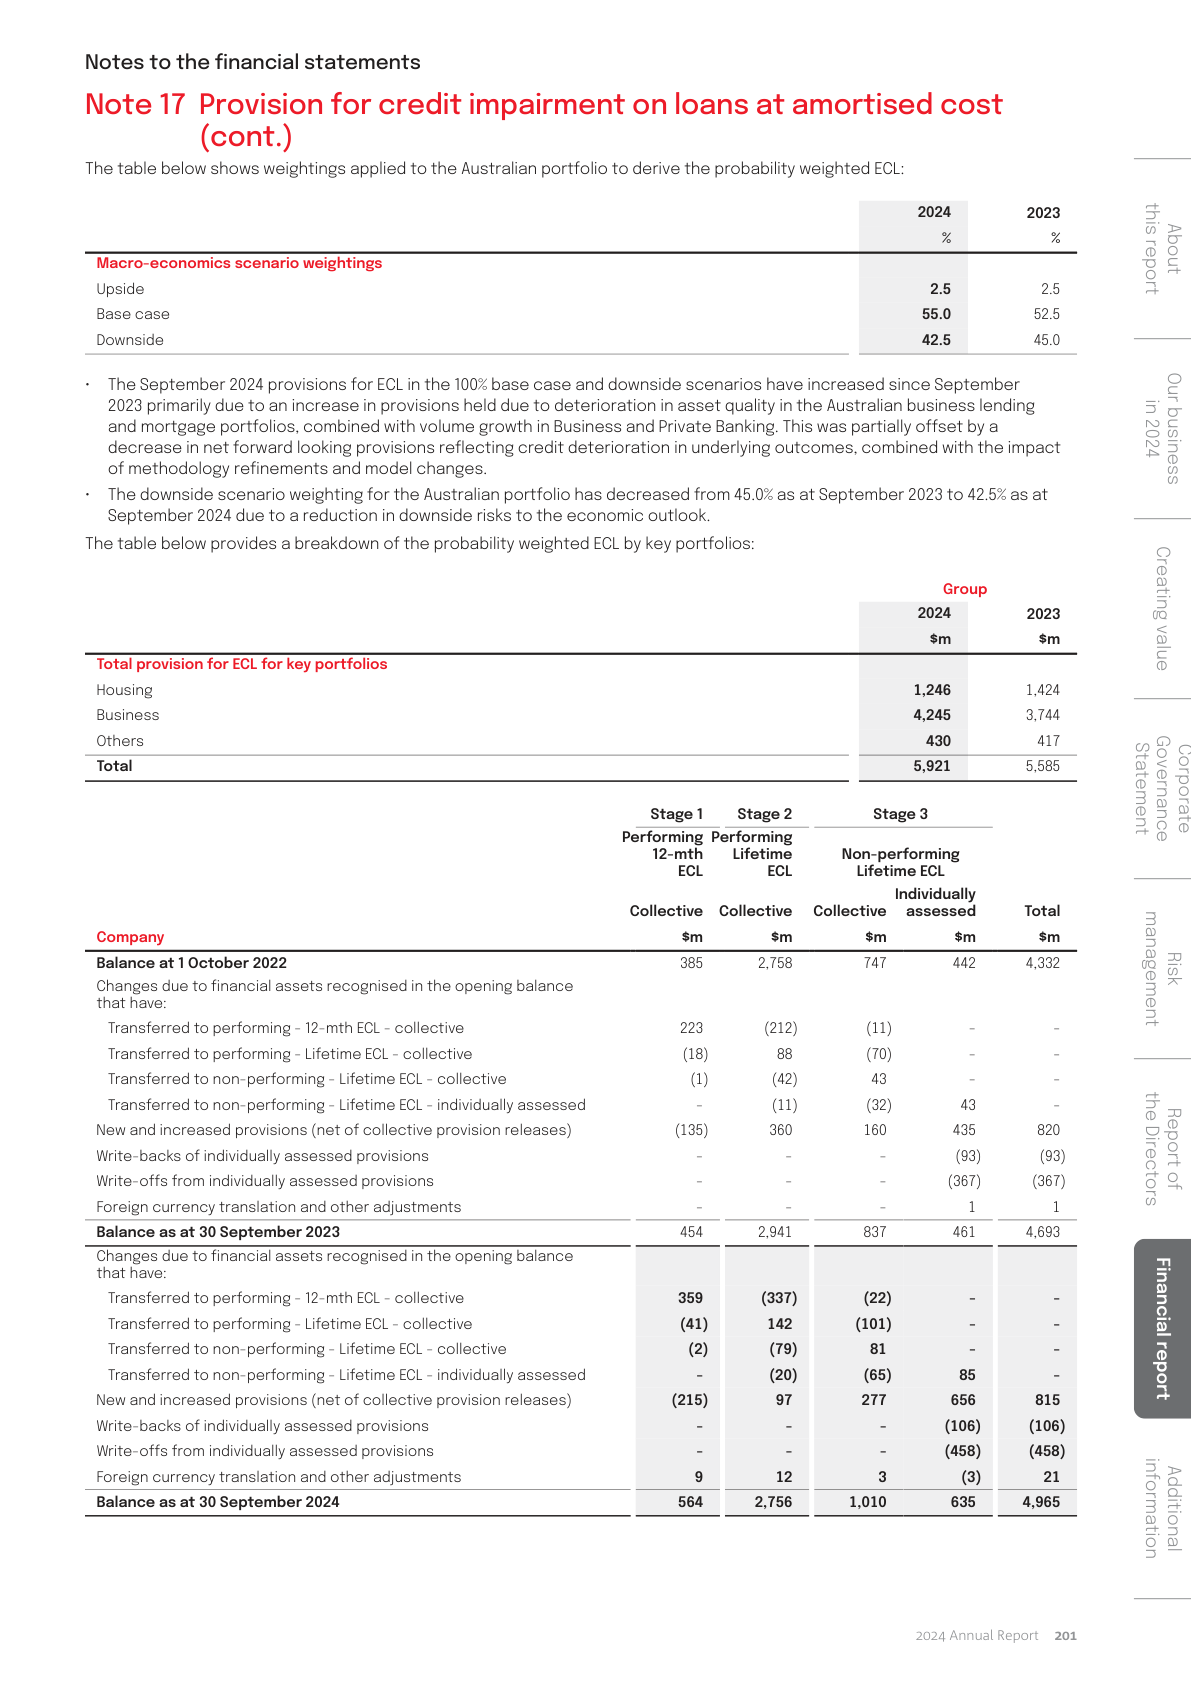 Notes to the financial statements
Note 17 Provision for credit impairment on loans at amortised cost
(cont.)
The table below shows weightings applied to the Australian portfolio to derive the probability weighted ECL:
2024 2023
% %
Macro-economics scenario weightings
Upside 2.5 2.5
Base case 55.0 52.5
Downside 42.5 45.0
• The September 2024 provisions for ECL in the 100% base case and downside scenarios have increased since September
2023 primarily due to an increase in provisions held due to deterioration in asset quality in the Australian business lending
and mortgage portfolios, combined with volume growth in Business and Private Banking. This was partially offset by a
decrease in net forward looking provisions reflecting credit deterioration in underlying outcomes, combined with the impact
of methodology refinements and model changes.
• The downside scenario weighting for the Australian portfolio has decreased from 45.0% as at September 2023 to 42.5% as at
September 2024 due to a reduction in downside risks to the economic outlook.
The table below provides a breakdown of the probability weighted ECL by key portfolios:
Group
2024 2023
$m $m
Total provision for ECL for key portfolios
Housing 1,246 1,424
Business 4,245 3,744
Others 430 417
Total 5,921 5,585
Stage 1 Stage 2 Stage 3
Performing Performing
12-mth Lifetime Non-performing
ECL ECL Lifetime ECL
Individually
Collective Collective Collective assessed Total
Company $m $m $m $m $m
Balance at 1 October 2022 385 2,758 747 442 4,332
Changes due to financial assets recognised in the opening balance
that have:
Transferred to performing - 12-mth ECL - collective 223 (212) (11) - -
Transferred to performing - Lifetime ECL - collective (18) 88 (70) - -
Transferred to non-performing - Lifetime ECL - collective (1) (42) 43 - -
Transferred to non-performing - Lifetime ECL - individually assessed - (11) (32) 43 -
New and increased provisions (net of collective provision releases) (135) 360 160 435 820
Write-backs of individually assessed provisions - - - (93) (93)
Write-offs from individually assessed provisions - - - (367) (367)
Foreign currency translation and other adjustments - - - 1 1
Balance as at 30 September 2023 454 2,941 837 461 4,693
Changes due to financial assets recognised in the opening balance
that have:
Transferred to performing - 12-mth ECL - collective 359 (337) (22) - -
Transferred to performing - Lifetime ECL - collective (41) 142 (101) - -
Transferred to non-performing - Lifetime ECL - collective (2) (79) 81 - -
Transferred to non-performing - Lifetime ECL - individually assessed - (20) (65) 85 -
New and increased provisions (net of collective provision releases) (215) 97 277 656 815
Write-backs of individually assessed provisions - - - (106) (106)
Write-offs from individually assessed provisions - - - (458) (458)
Foreign currency translation and other adjustments 9 12 3 (3) 21
Balance as at 30 September 2024 564 2,756 1,010 635 4,965
About
this report
Our business
in 2024
Creating value
Corporate
Governance
Statement
Risk
management
Report of
the Directors
Financial report
Additional
information
2024 Annual Report 201